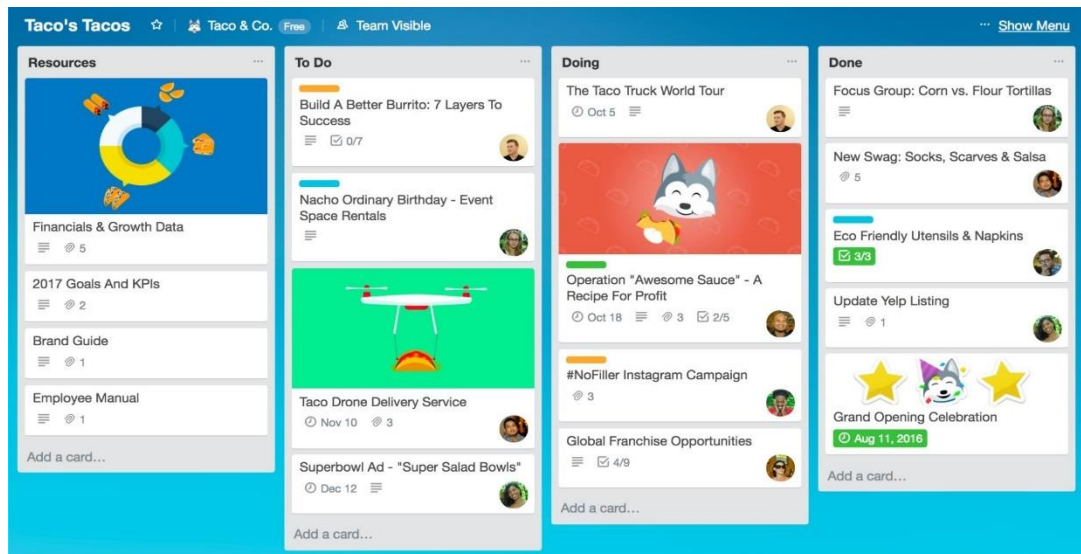 Taco's Tacos
Taco & Co. Free
Team Visible
... Show Menu
Resources
Financials & Growth Data
5
2017 Goals And KPIs
2
Brand Guide
1
Employee Manual
1
Add a card…
To Do
Build A Better Burrito: 7 Layers To
Success
0/7
Nacho Ordinary Birthday - Event
Space Rentals
Taco Drone Delivery Service
Nov 10 3
Superbowl Ad - "Super Salad Bowls"
Dec 12
Add a card…
Doing
The Taco Truck World Tour
Oct 5
Operation "Awesome Sauce" - A
Recipe For Profit
Oct 18 3 2/5
#NoFiller Instagram Campaign
3
Global Franchise Opportunities
4/9
Add a card…
Done
Focus Group: Corn vs. Flour Tortillas
New Swag: Socks, Scarves & Salsa
5
Eco Friendly Utensils & Napkins
3/3
Update Yelp Listing
1
Grand Opening Celebration
Aug 11, 2016
Add a card…